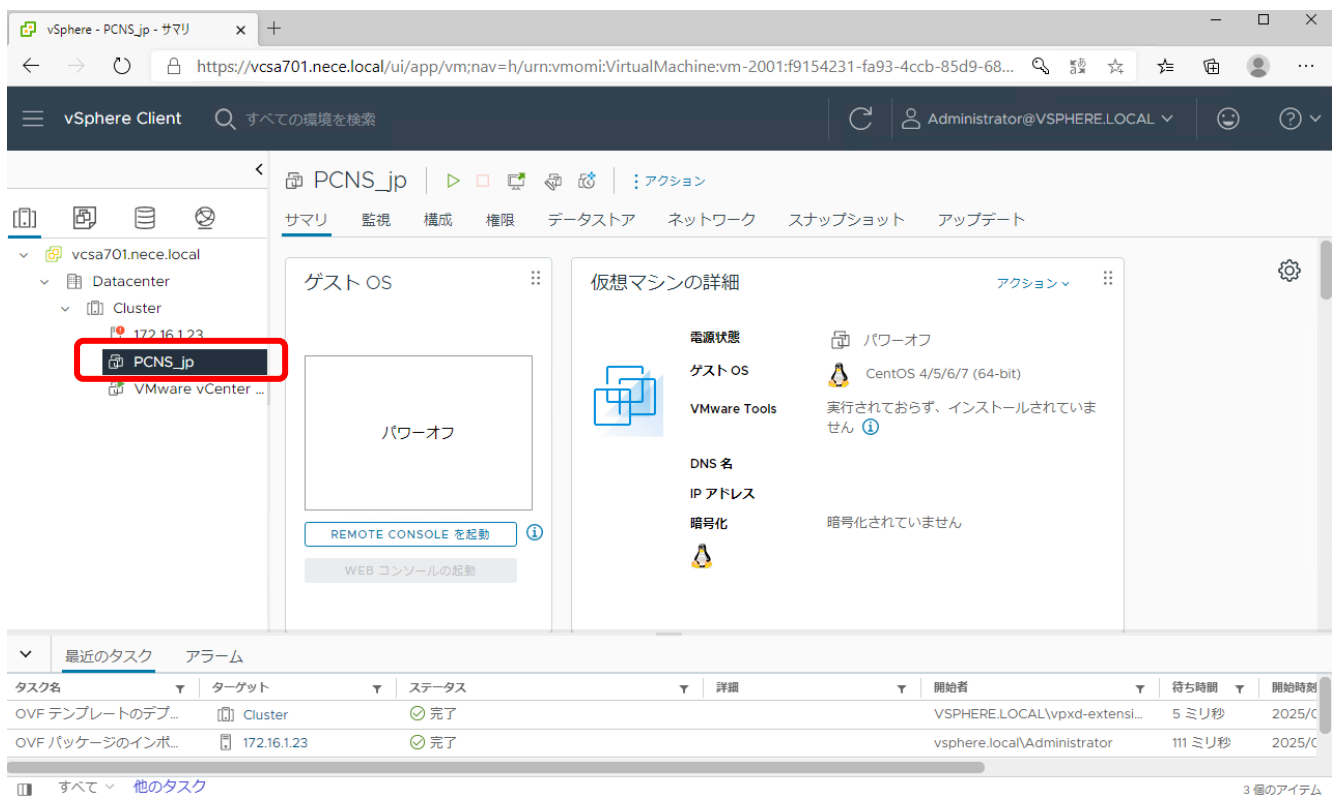 vSphere - PCNS_jp - サマリ
https://vcsa701.nece.local/ui/app/vm;nav=h/urn:vmomi:VirtualMachine:vm-2001:f9154231-fa93-4ccb-85d9-68...
vSphere Client
すべての環境を検索
Administrator@VSPHERE.LOCAL
PCNS_jp
アクション
サマリ 監視 構成 権限 データストア ネットワーク スナップショット アップデート
vcsa701.nece.local
Datacenter
Cluster
172.16.1.23
PCNS_jp
VMware vCenter ...
ゲスト OS
パワーオフ
REMOTE CONSOLE を起動
WEB コンソールの起動
仮想マシンの詳細
アクション
電源状態 パワーオフ
ゲスト OS CentOS 4/5/6/7 (64-bit)
VMware Tools 実行されておらず、インストールされていま
せん
DNS 名
IP アドレス
暗号化 暗号化されていません
最近のタスク アラーム
タスク名 ターゲット ステータス 詳細 開始者 待ち時間 開始時刻
OVF テンプレートのデプ... Cluster 完了 VSPHERE.LOCAL\vpxd-extensi... 5 ミリ秒 2025/0
OVF パッケージのインポ... 172.16.1.23 完了 vsphere.local\Administrator 111 ミリ秒 2025/0
すべて 他のタスク
3 個のアイテム